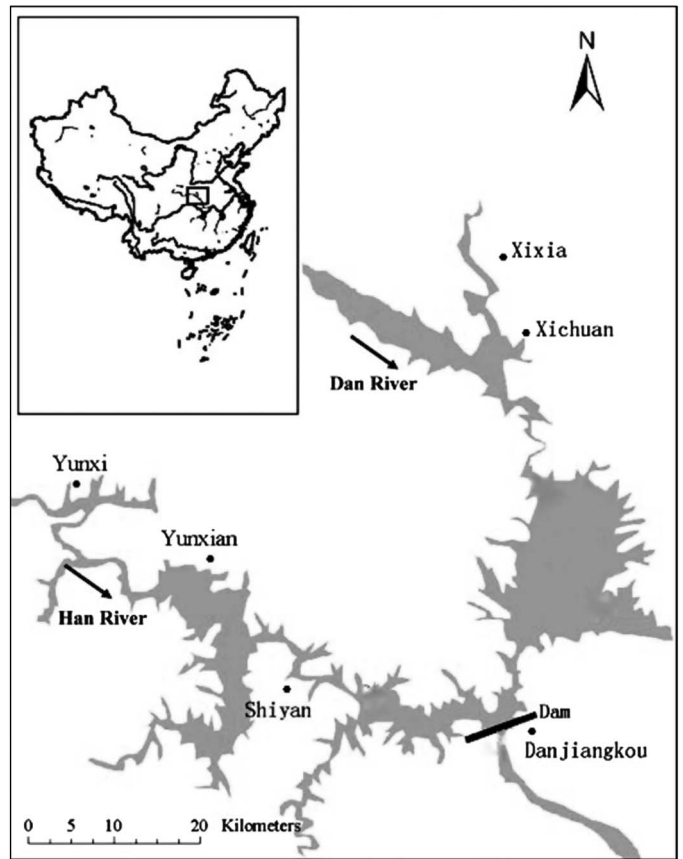 N
Xixia
Xichuan
Dan River
Yunxi
Yunxian
Han River
Shiyan
Dam
Danjiangkou
0 5 10 20 Kilometers